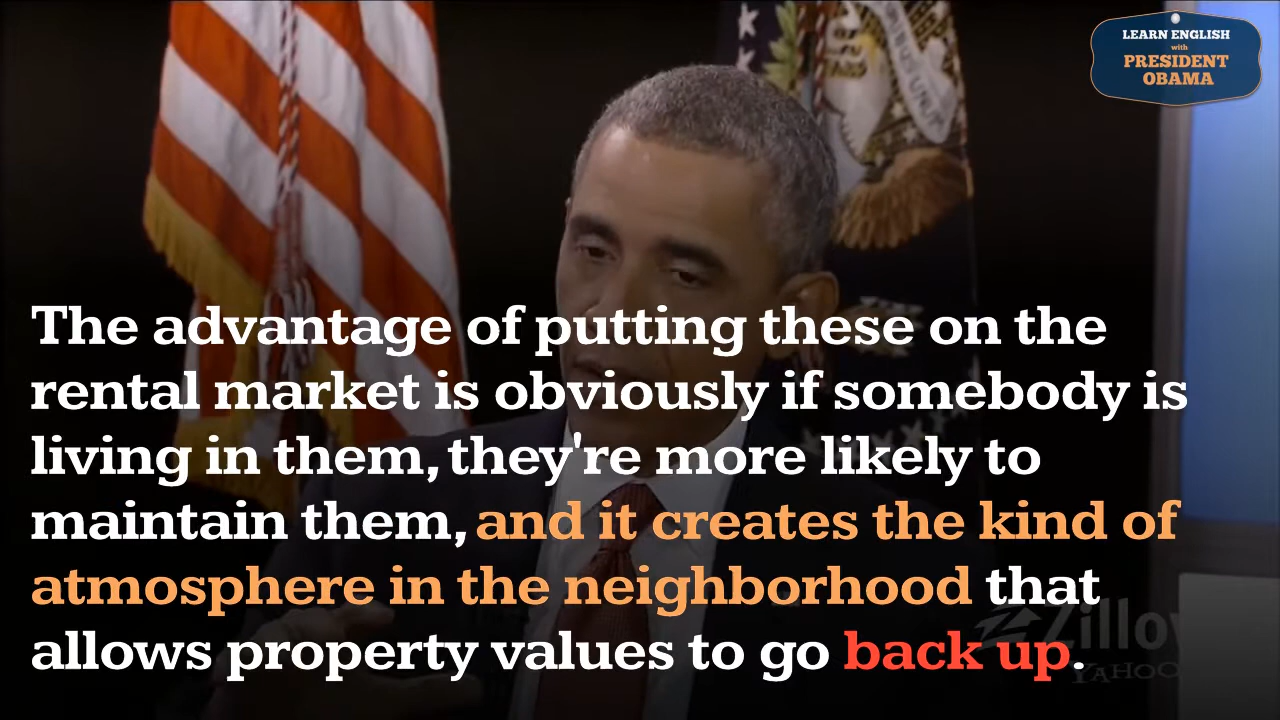 LEARN ENGLISH
with
PRESIDENT
OBAMA
The advantage of putting these on the
rental market is obviously if somebody is
living in them, they're more likely to
maintain them, and it creates the kind of
atmosphere in the neighborhood that
allows property values to go back up.
Zillow
YAHOO